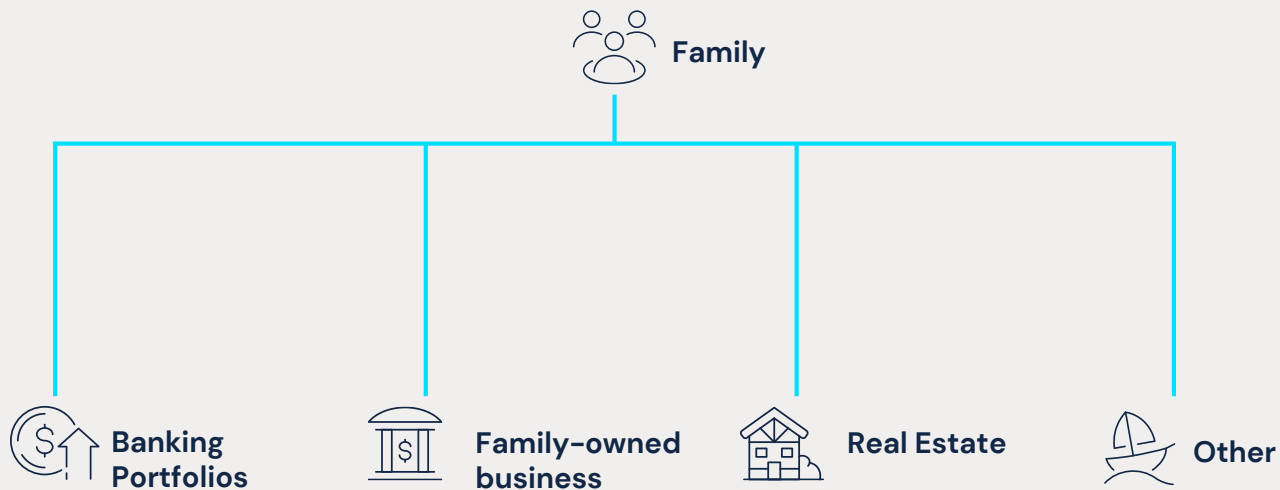 Family
Banking
Portfolios
Family-owned
business
Real Estate
Other
$
$